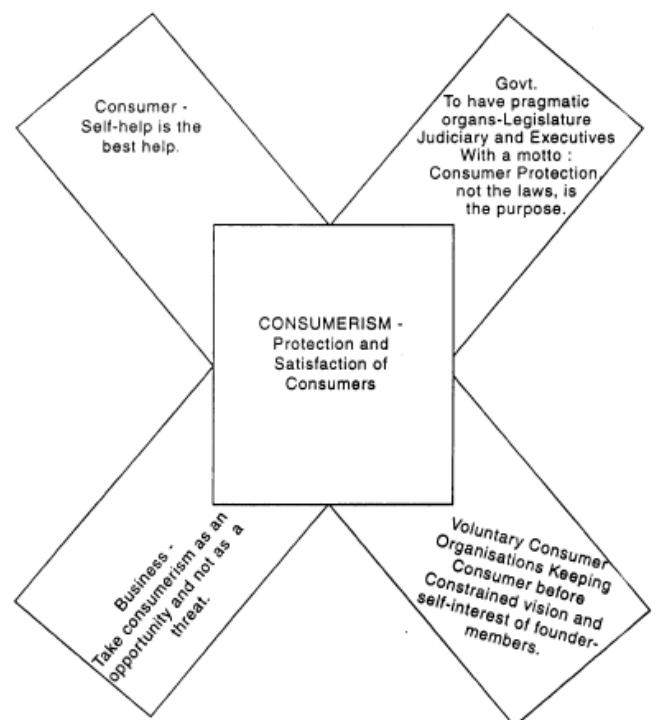 Consumer -
Self-help is the
best help.
Govt.
To have pragmatic
organs-Legislature
Judiciary and Executives
With a motto :
Consumer Protection,
not the laws, is
the purpose.
CONSUMERISM -
Protection and
Satisfaction of
Consumers
Business -
Take consumerism as an
opportunity and not as a
threat.
Voluntary Consumer
Organisations Keeping
Consumer before
Constrained vision and
self-interest of founder-
members.